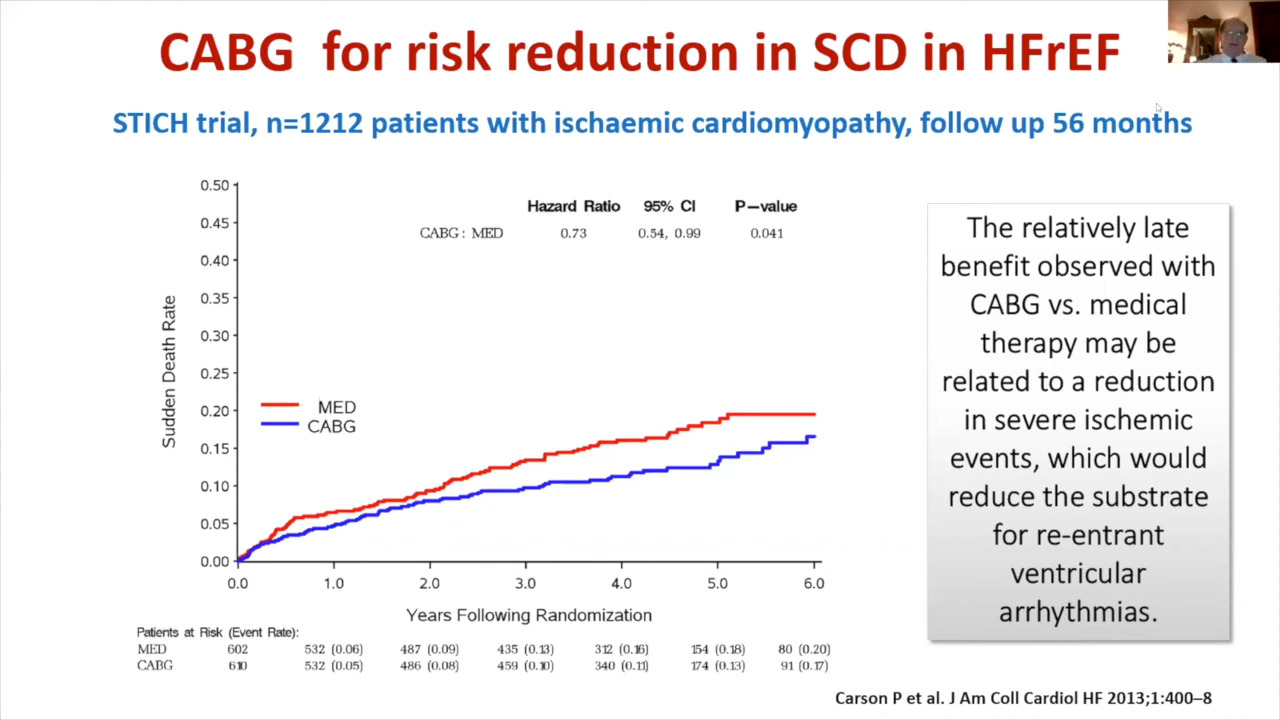 CABG for risk reduction in SCD in HFrEF
STICH trial, n=1212 patients with ischaemic cardiomyopathy, follow up 56 months
Hazard Ratio 95% CI P-value
CABG : MED 0.73 0.54, 0.99 0.041
Sudden Death Rate
0.50
0.45
0.40
0.35
0.30
0.25
0.20
0.15
0.10
0.05
0.00
MED
CABG
0.0 1.0 2.0 3.0 4.0 5.0 6.0
Years Following Randomization
Patients at Risk (Event Rate):
MED 602 532 (0.06) 487 (0.09) 435 (0.13) 312 (0.16) 154 (0.18) 80 (0.20)
CABG 610 532 (0.05) 486 (0.08) 459 (0.10) 340 (0.11) 174 (0.13) 91 (0.17)
The relatively late
benefit observed with
CABG vs. medical
therapy may be
related to a reduction
in severe ischemic
events, which would
reduce the substrate
for re-entrant
ventricular
arrhythmias.
Carson P et al. J Am Coll Cardiol HF 2013;1:400–8